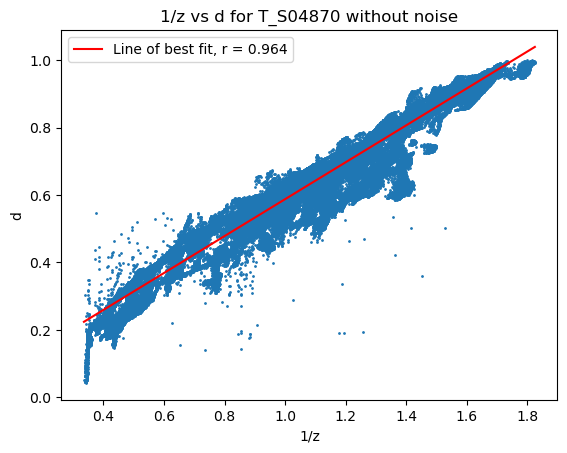 1/z vs d for T_S04870 without noise
Line of best fit, r = 0.964
1.0
0.8
0.6
0.4
0.2
0.0
d
0.4 0.6 0.8 1.0 1.2 1.4 1.6 1.8
1/z